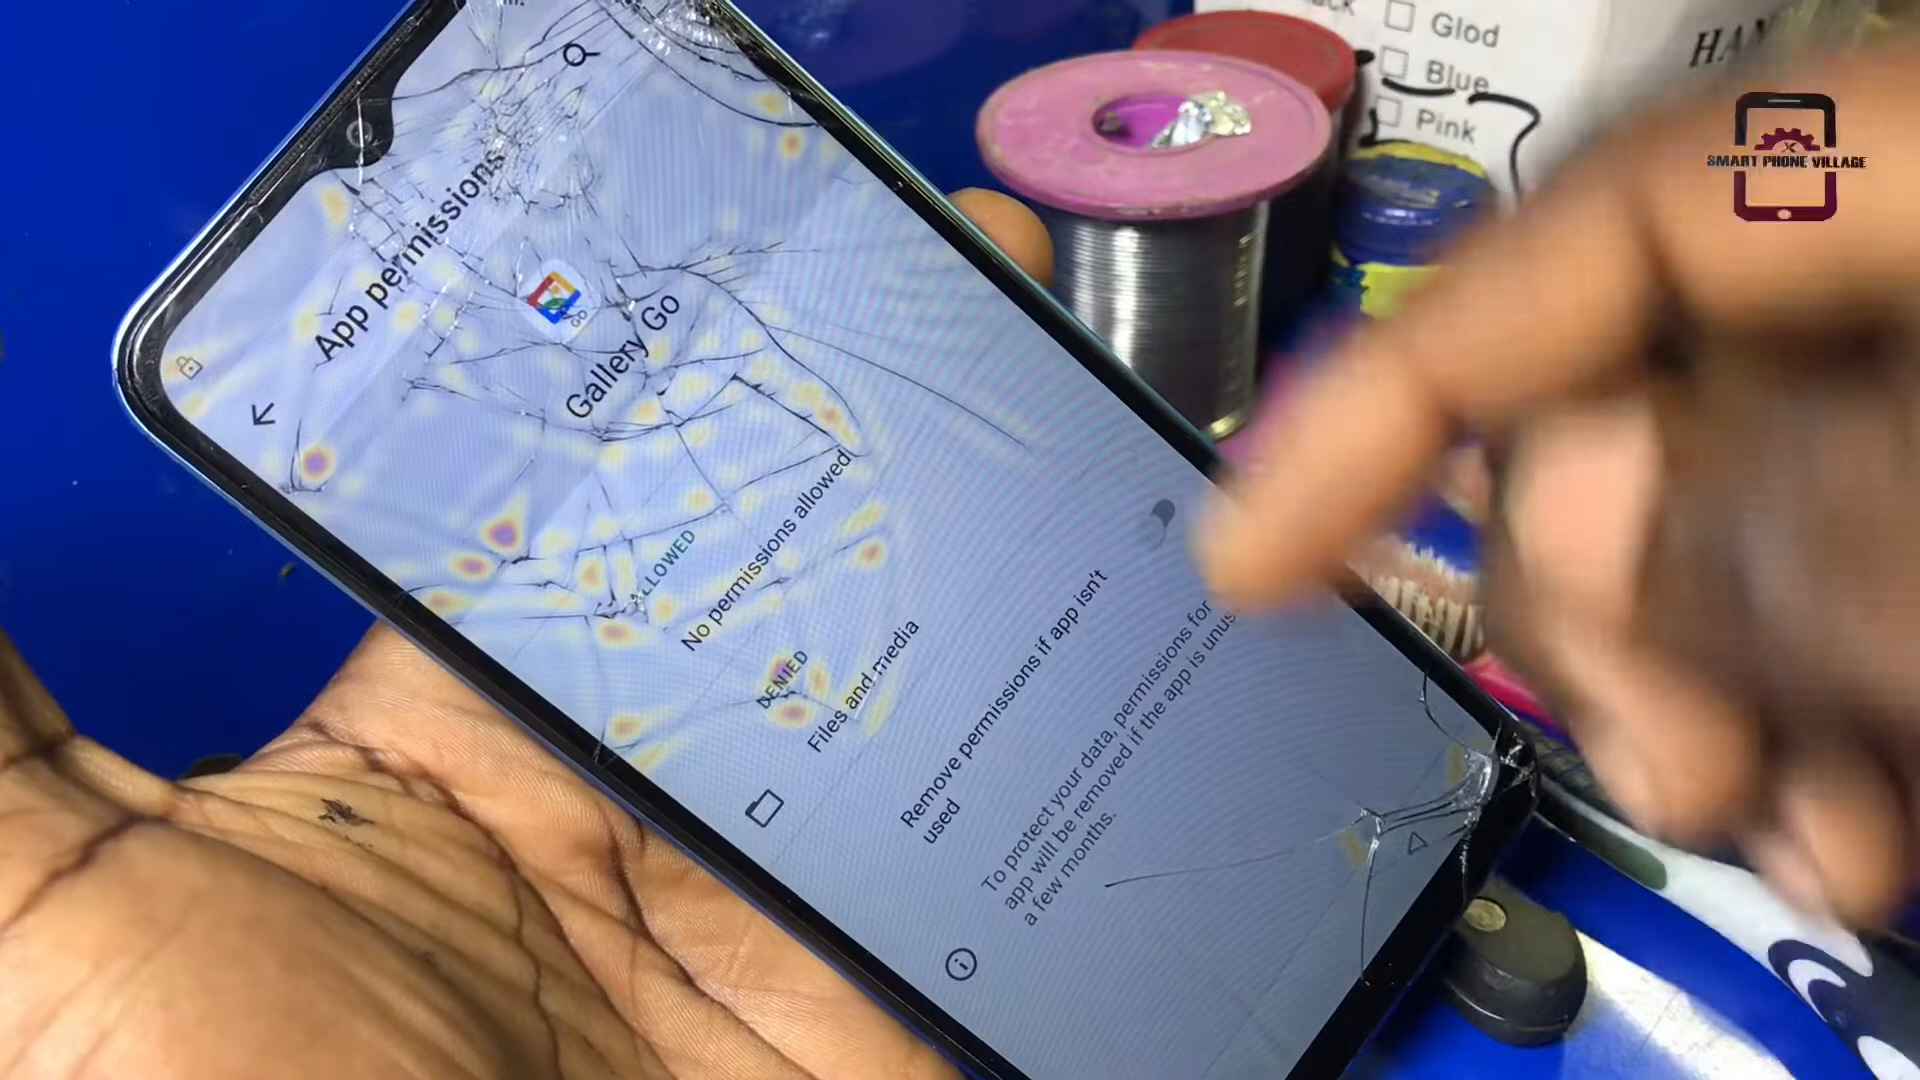 App permissions
GO
Gallery Go
ALLOWED
No permissions allowed
DENIED
Files and media
Remove permissions if app isn't
used
To protect your data, permissions for
app will be removed if the app is
a few months.
Glod
Blue
Pink
SMART PHONE VILLAGE